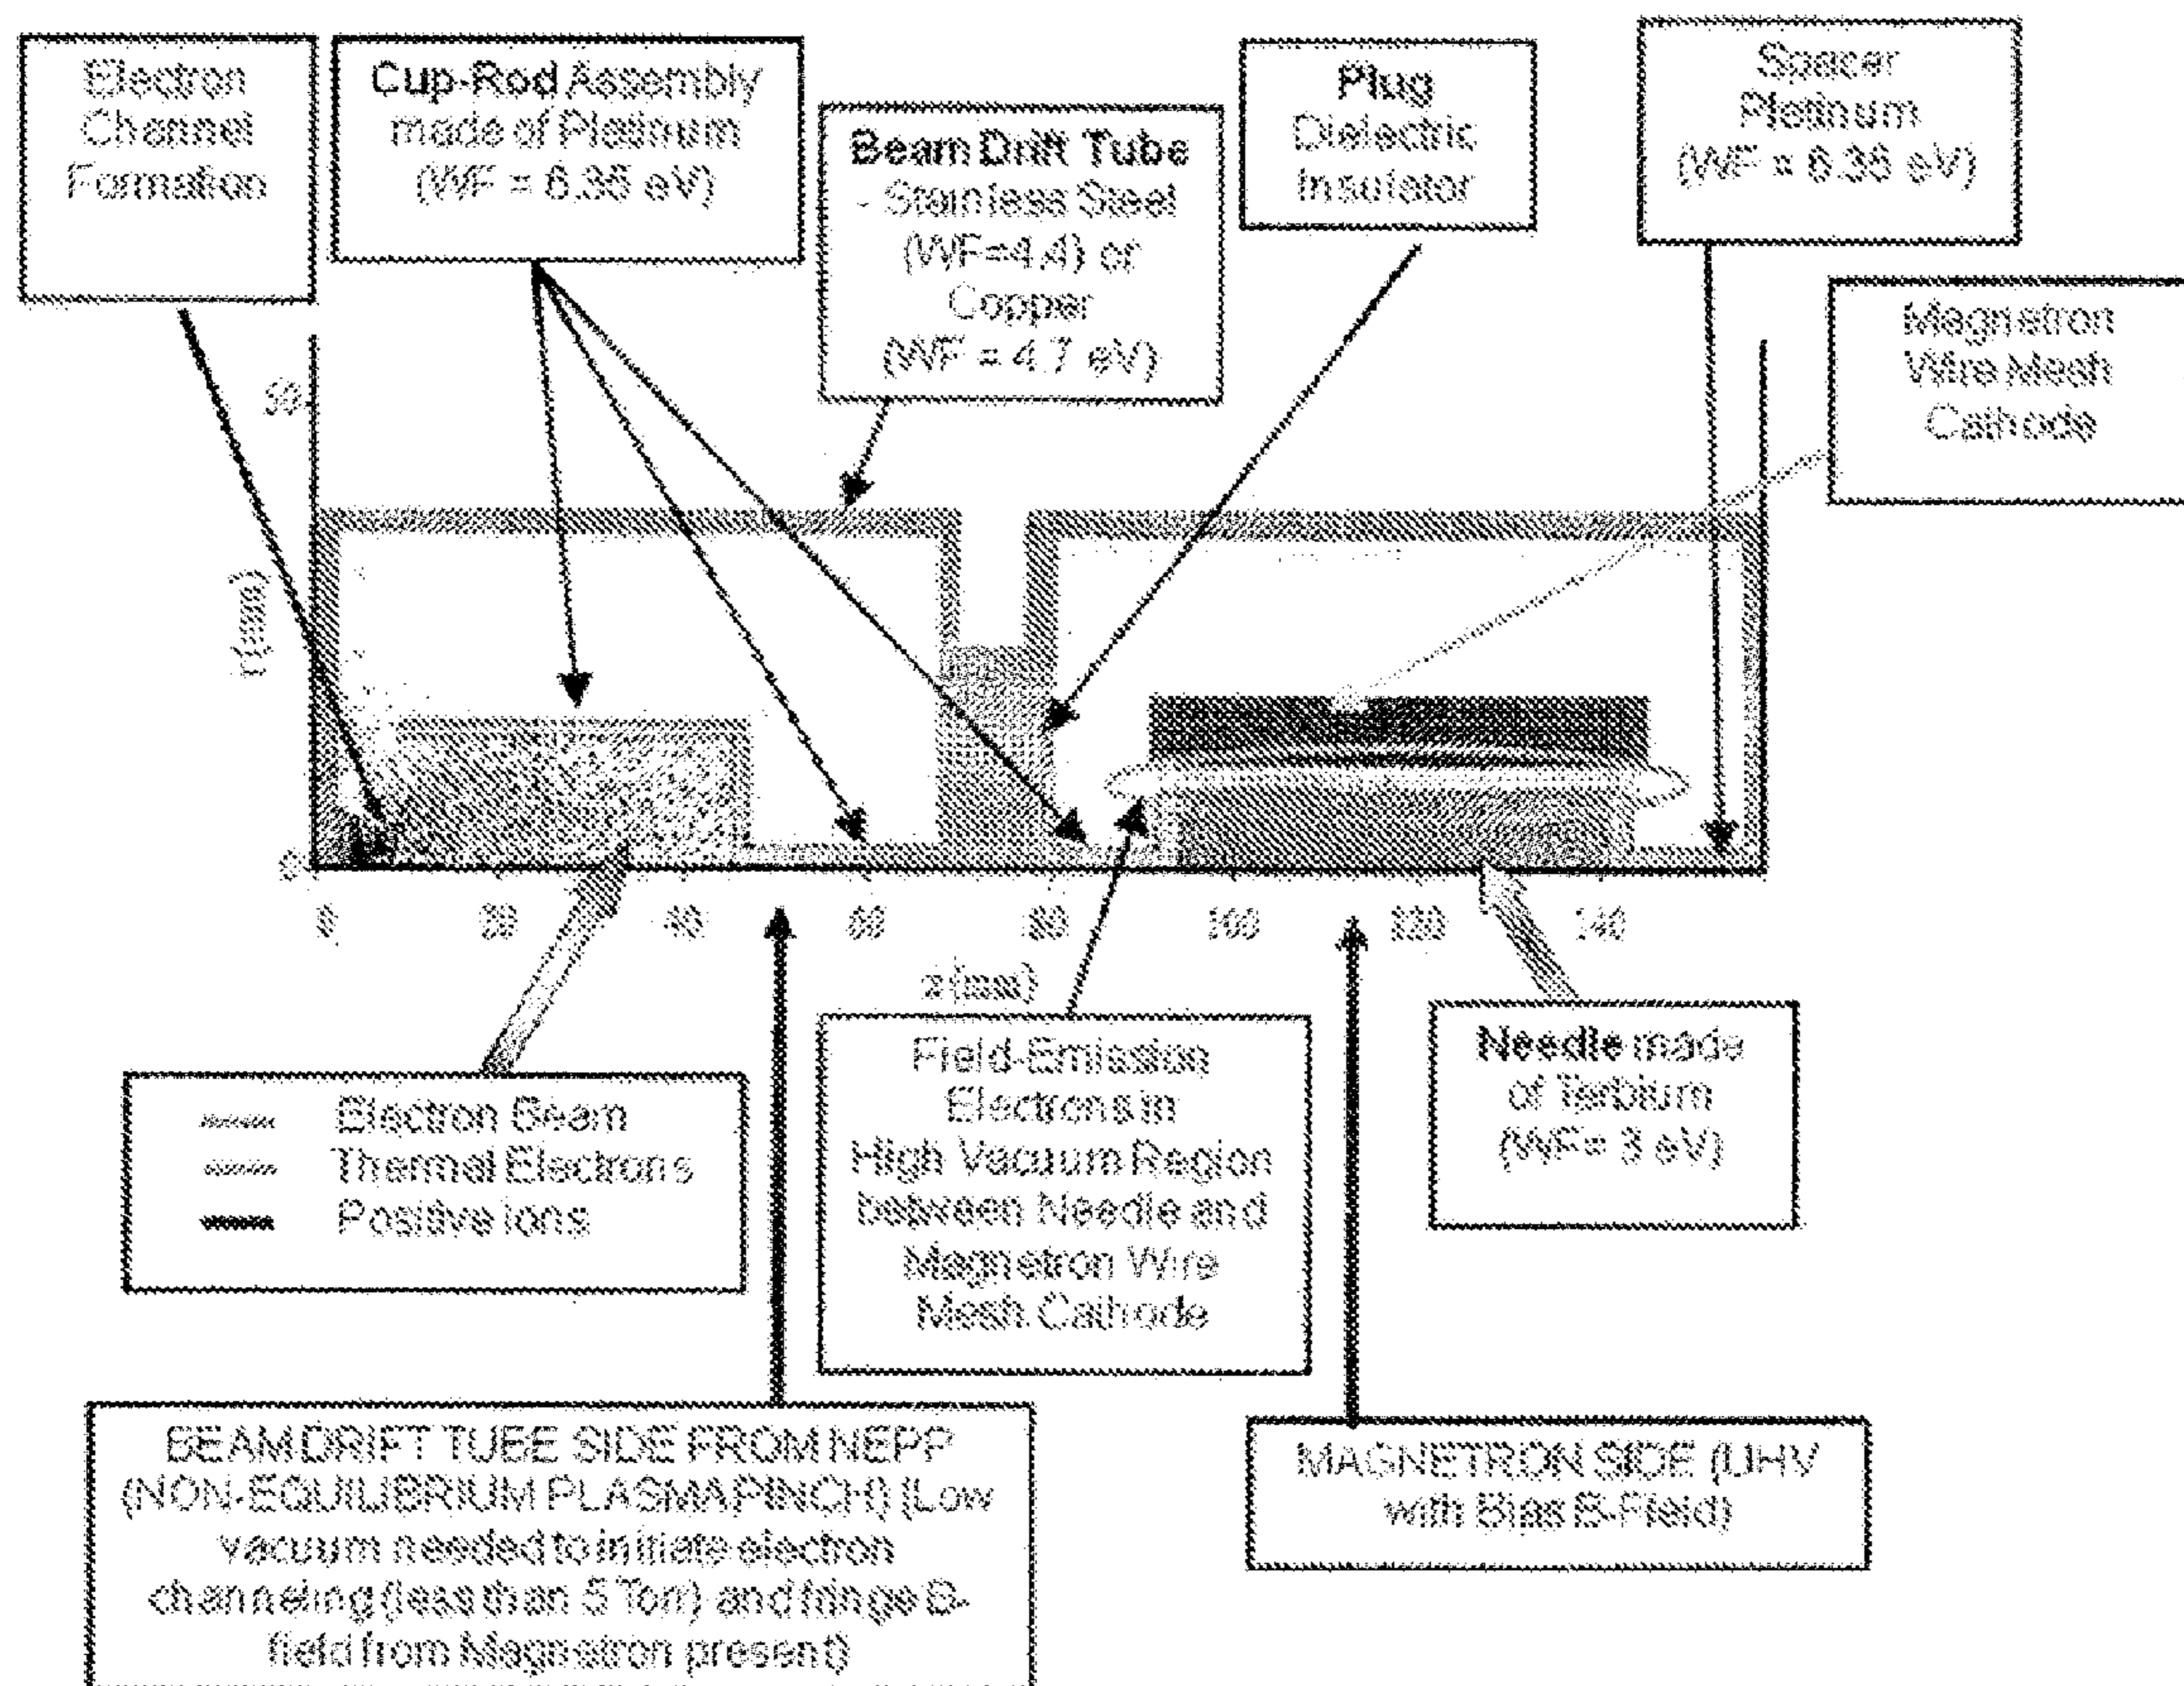 Electron
Channel
Formation
Cup-Rod Assembly
made of Platinum
(WF = 6.35 eV)
Beam Drift Tube
- Stainless Steel
(WF=4.4) or
Copper
(WF = 4.7 eV)
Plug
Dielectric
Insulator
Spacer
Platinum
(WF = 6.35 eV)
Magnetron
Wire Mesh
Cathode
50
r(mm)
0
0 20 40 60 80 100 120 140
z(mm)
Electron Beam
Thermal Electrons
Positive ions
Field-Emission
Electrons in
High Vacuum Region
between Needle and
Magnetron Wire
Mesh Cathode
Needle made
of Terbium
(WF= 3 eV)
BEAM DRIFT TUBE SIDE FROM NEPP
(NON-EQUILIBRIUM PLASMA PINCH) (Low
vacuum needed to initiate electron
channeling (less than .5 Torr) and fringe B-
field from Magnetron present)
MAGNETRON SIDE (UHV
with Bias B-Field)